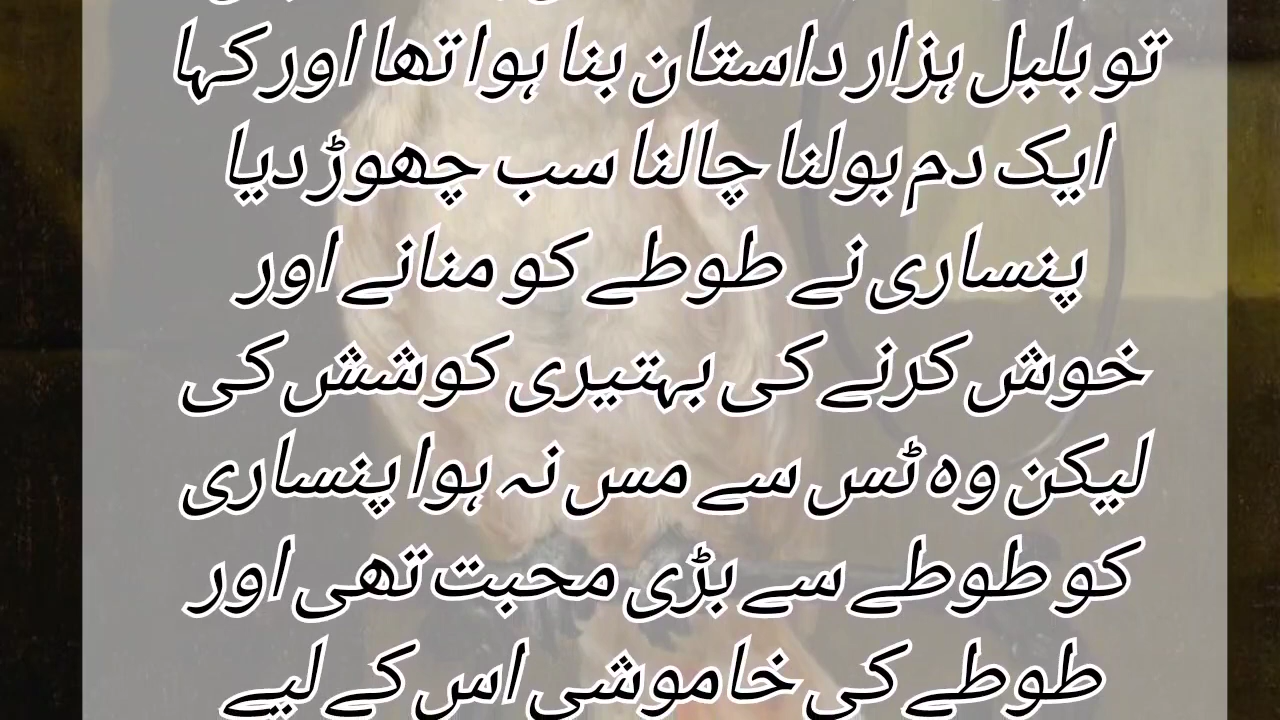 تو بلبل ہزار داستان بنا ہوا تھا اور کہا
ایک دم بولنا چالنا سب چھوڑ دیا
پنساری نے طوطے کو منانے اور
خوش کرنے کی بہتیری کوشش کی
لیکن وہ ٹس سے مس نہ ہوا پنساری
کو طوطے سے بڑی محبت تھی اور
طوطے کی خاموشی اس کے لیے